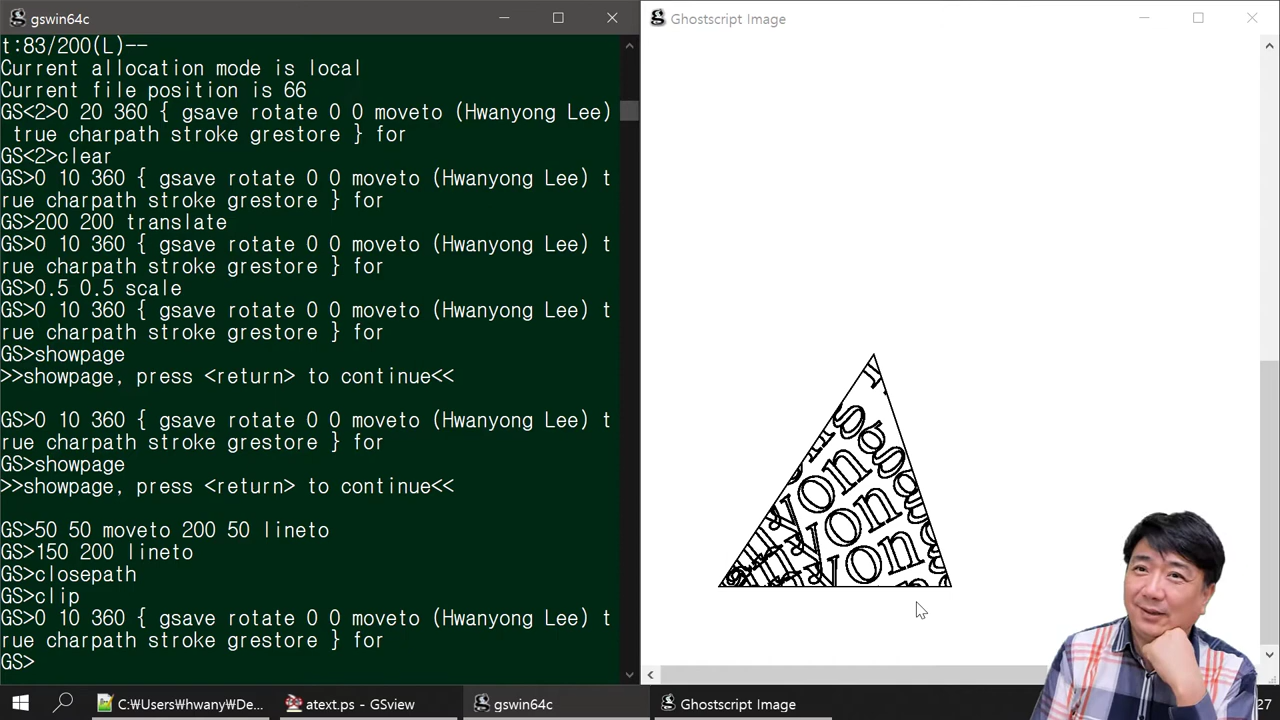 gswin64c
t:83/200(L)--
Current allocation mode is local
Current file position is 66
GS<2>0 20 360 { gsave rotate 0 0 moveto (Hwanyong Lee)
 true charpath stroke grestore } for
GS<2>clear
GS>0 10 360 { gsave rotate 0 0 moveto (Hwanyong Lee) t
rue charpath stroke grestore } for
GS>200 200 translate
GS>0 10 360 { gsave rotate 0 0 moveto (Hwanyong Lee) t
rue charpath stroke grestore } for
GS>0.5 0.5 scale
GS>0 10 360 { gsave rotate 0 0 moveto (Hwanyong Lee) t
rue charpath stroke grestore } for
GS>showpage
>>showpage, press <return> to continue<<
GS>0 10 360 { gsave rotate 0 0 moveto (Hwanyong Lee) t
rue charpath stroke grestore } for
GS>showpage
>>showpage, press <return> to continue<<
GS>50 50 moveto 200 50 lineto
GS>150 200 lineto
GS>closepath
GS>clip
GS>0 10 360 { gsave rotate 0 0 moveto (Hwanyong Lee) t
rue charpath stroke grestore } for
GS>
Ghostscript Image
yong
yong
yong
C:₩Users₩hwany₩De...
atext.ps - GSview
gswin64c
Ghostscript Image
27